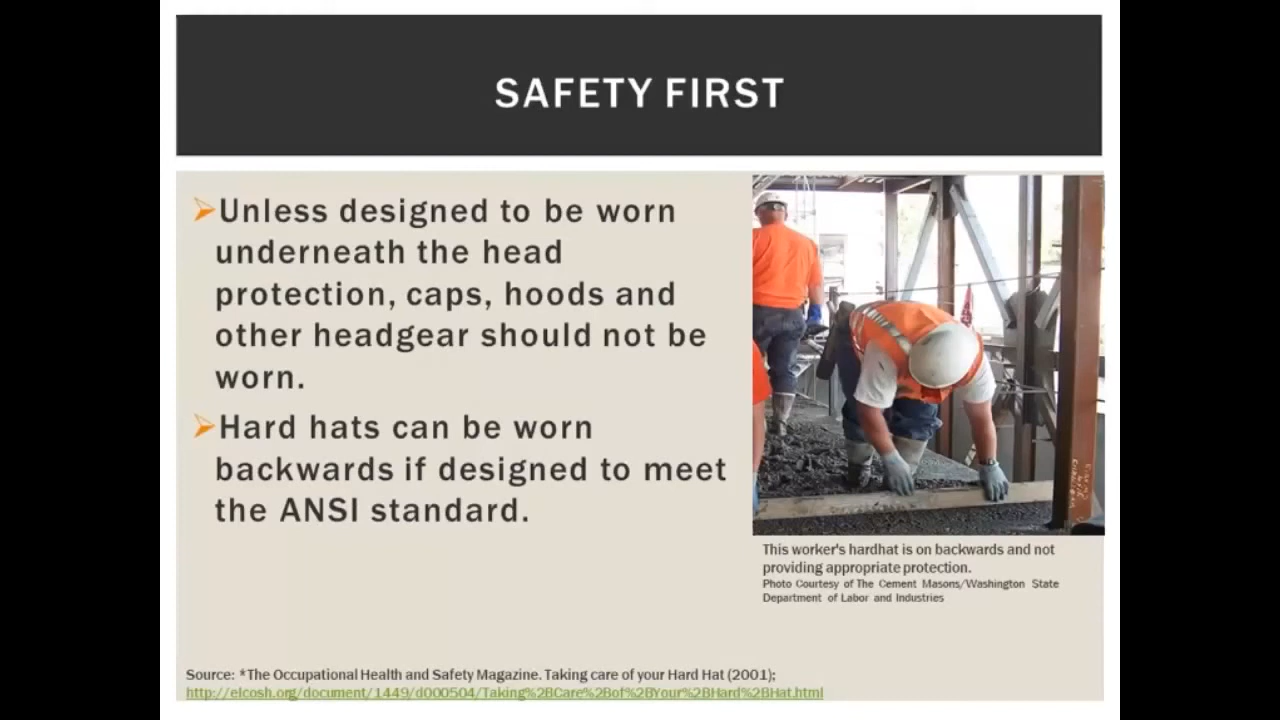 SAFETY FIRST
Unless designed to be worn
underneath the head
protection, caps, hoods and
other headgear should not be
worn.
Hard hats can be worn
backwards if designed to meet
the ANSI standard.
This worker's hardhat is on backwards and not
providing appropriate protection.
Photo Courtesy of The Cement Masons/Washington State
Department of Labor and Industries
Source: *The Occupational Health and Safety Magazine. Taking care of your Hard Hat (2001);
http://elcosh.org/document/1449/d000504/Taking%2BCare%2Bof%2BYour%2BHard%2BHat.html